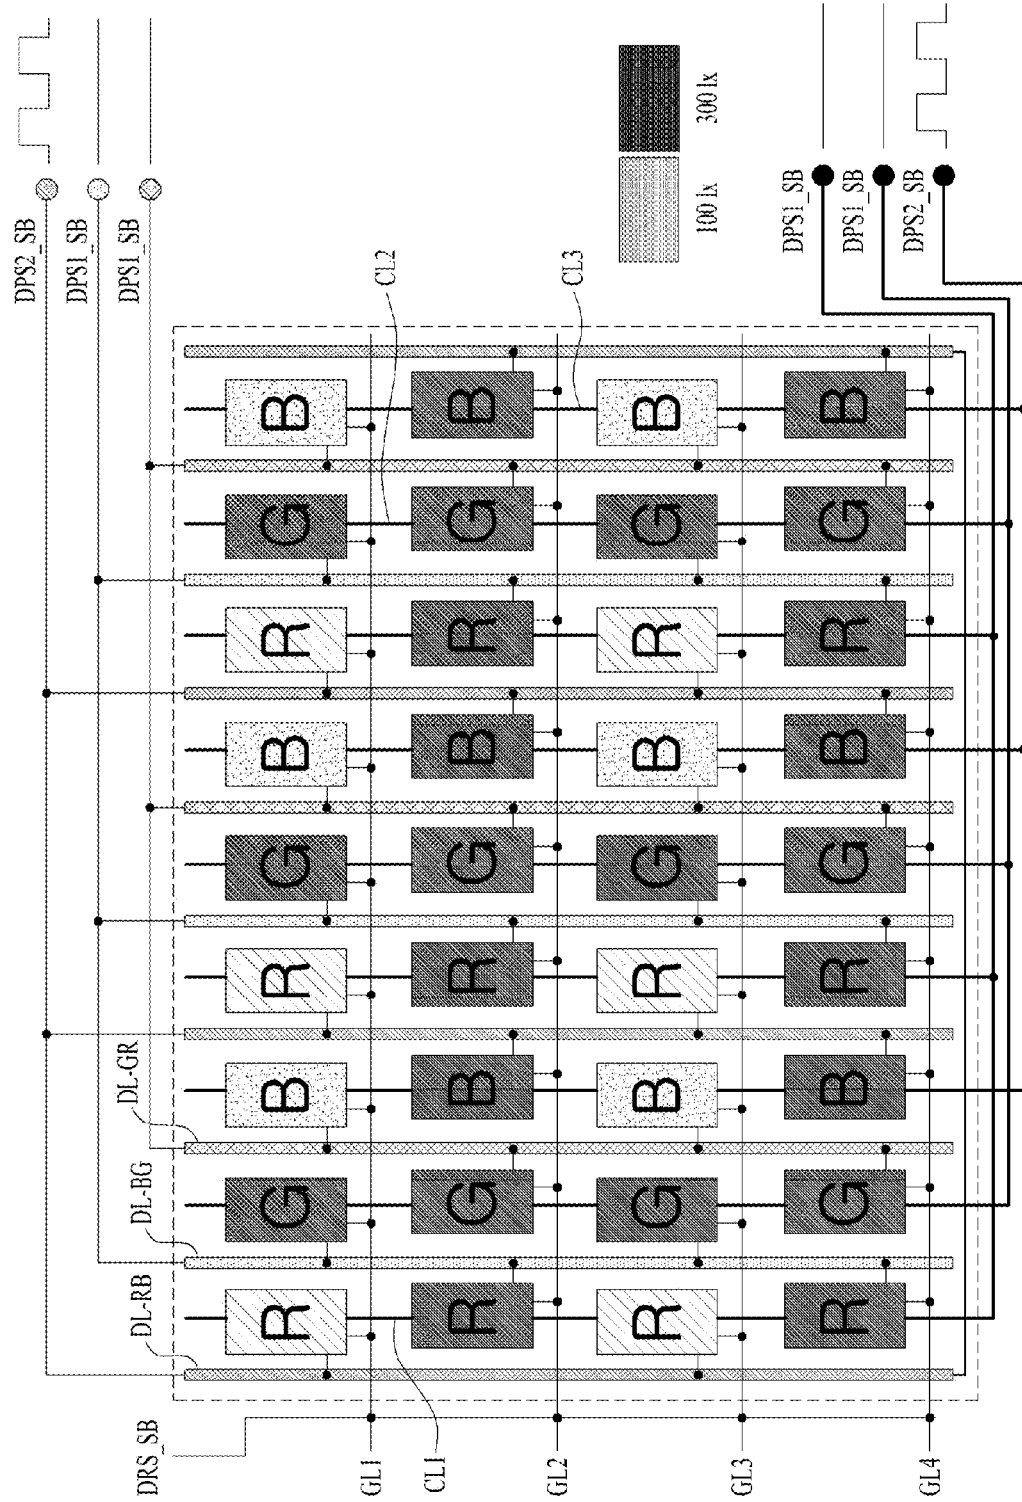 DPS2_SB
DPS1_SB
DPS1_SB
DRS_SB
DL-RB
DL-BG
DL-GR
R G B R G B R G B
GL1
CL2
CL1
R G B R G B R G B
GL2
CL3
R G B R G B R G B
100 lx
300 lx
GL3
DPS1_SB
R G B R G B R G B
DPS1_SB
DPS2_SB
GL4